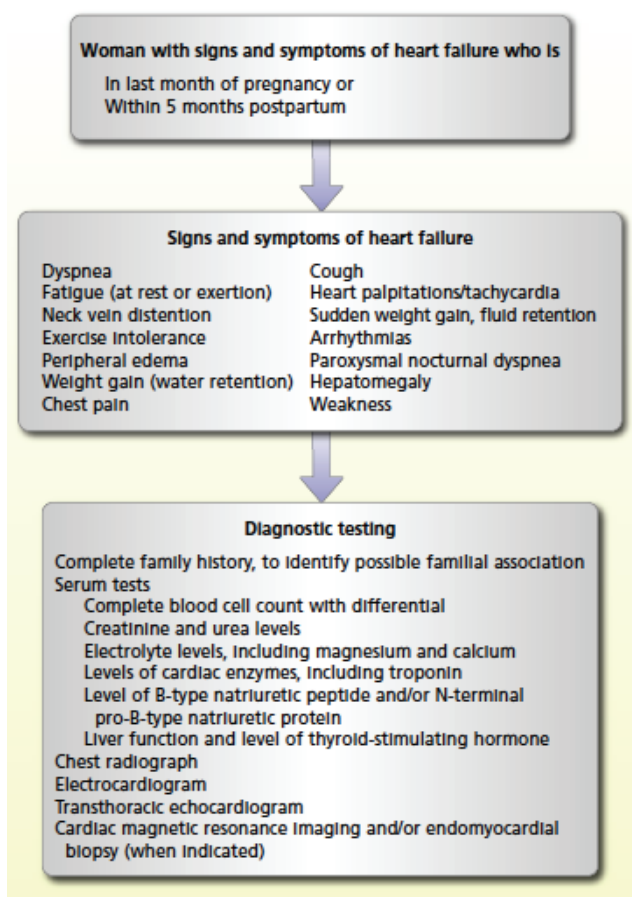 Woman with signs and symptoms of heart failure who is
In last month of pregnancy or
Within 5 months postpartum
Signs and symptoms of heart failure
Dyspnea
Fatigue (at rest or exertion)
Neck vein distention
Exercise intolerance
Peripheral edema
Weight gain (water retention)
Chest pain
Cough
Heart palpitations/tachycardia
Sudden weight gain, fluid retention
Arrhythmias
Paroxysmal nocturnal dyspnea
Hepatomegaly
Weakness
Diagnostic testing
Complete family history, to identify possible familial association
Serum tests
Complete blood cell count with differential
Creatinine and urea levels
Electrolyte levels, including magnesium and calcium
Levels of cardiac enzymes, including troponin
Level of B-type natriuretic peptide and/or N-terminal
pro-B-type natriuretic protein
Liver function and level of thyroid-stimulating hormone
Chest radiograph
Electrocardiogram
Transthoracic echocardiogram
Cardiac magnetic resonance imaging and/or endomyocardial
biopsy (when indicated)